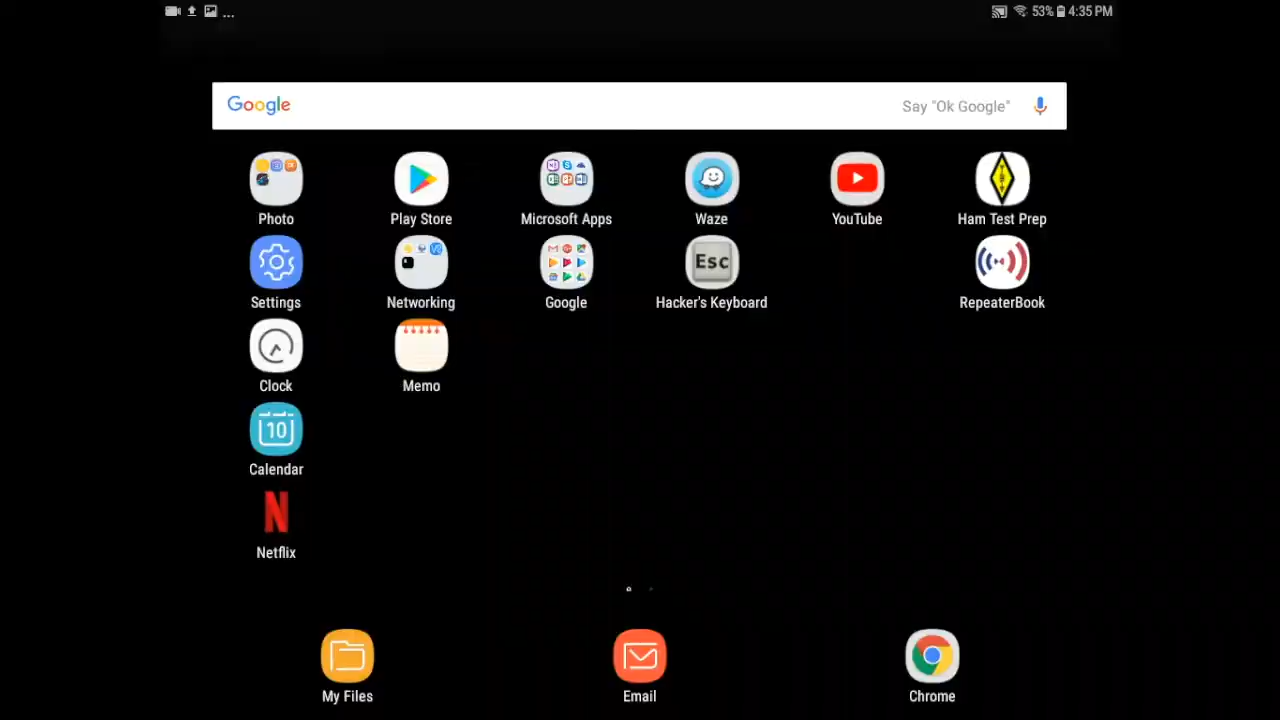 ... 53% 4:35 PM
Google Say "Ok Google"
Photo Play Store Microsoft Apps Waze YouTube Ham Test Prep
Esc
Settings Networking Google Hacker's Keyboard RepeaterBook
Clock Memo
10
Calendar
N
Netflix
My Files Email Chrome